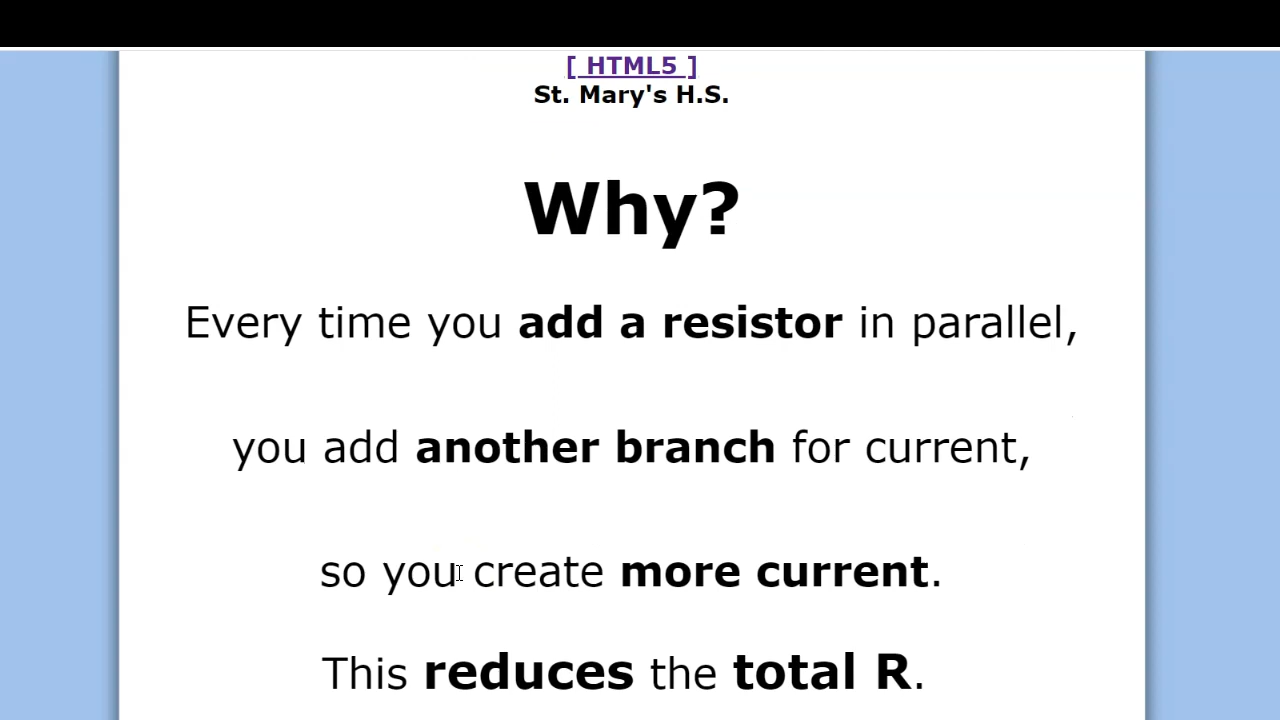 [ HTML5 ]
St. Mary's H.S.
Why?
Every time you add a resistor in parallel,
you add another branch for current,
so you create more current.
This reduces the total R.